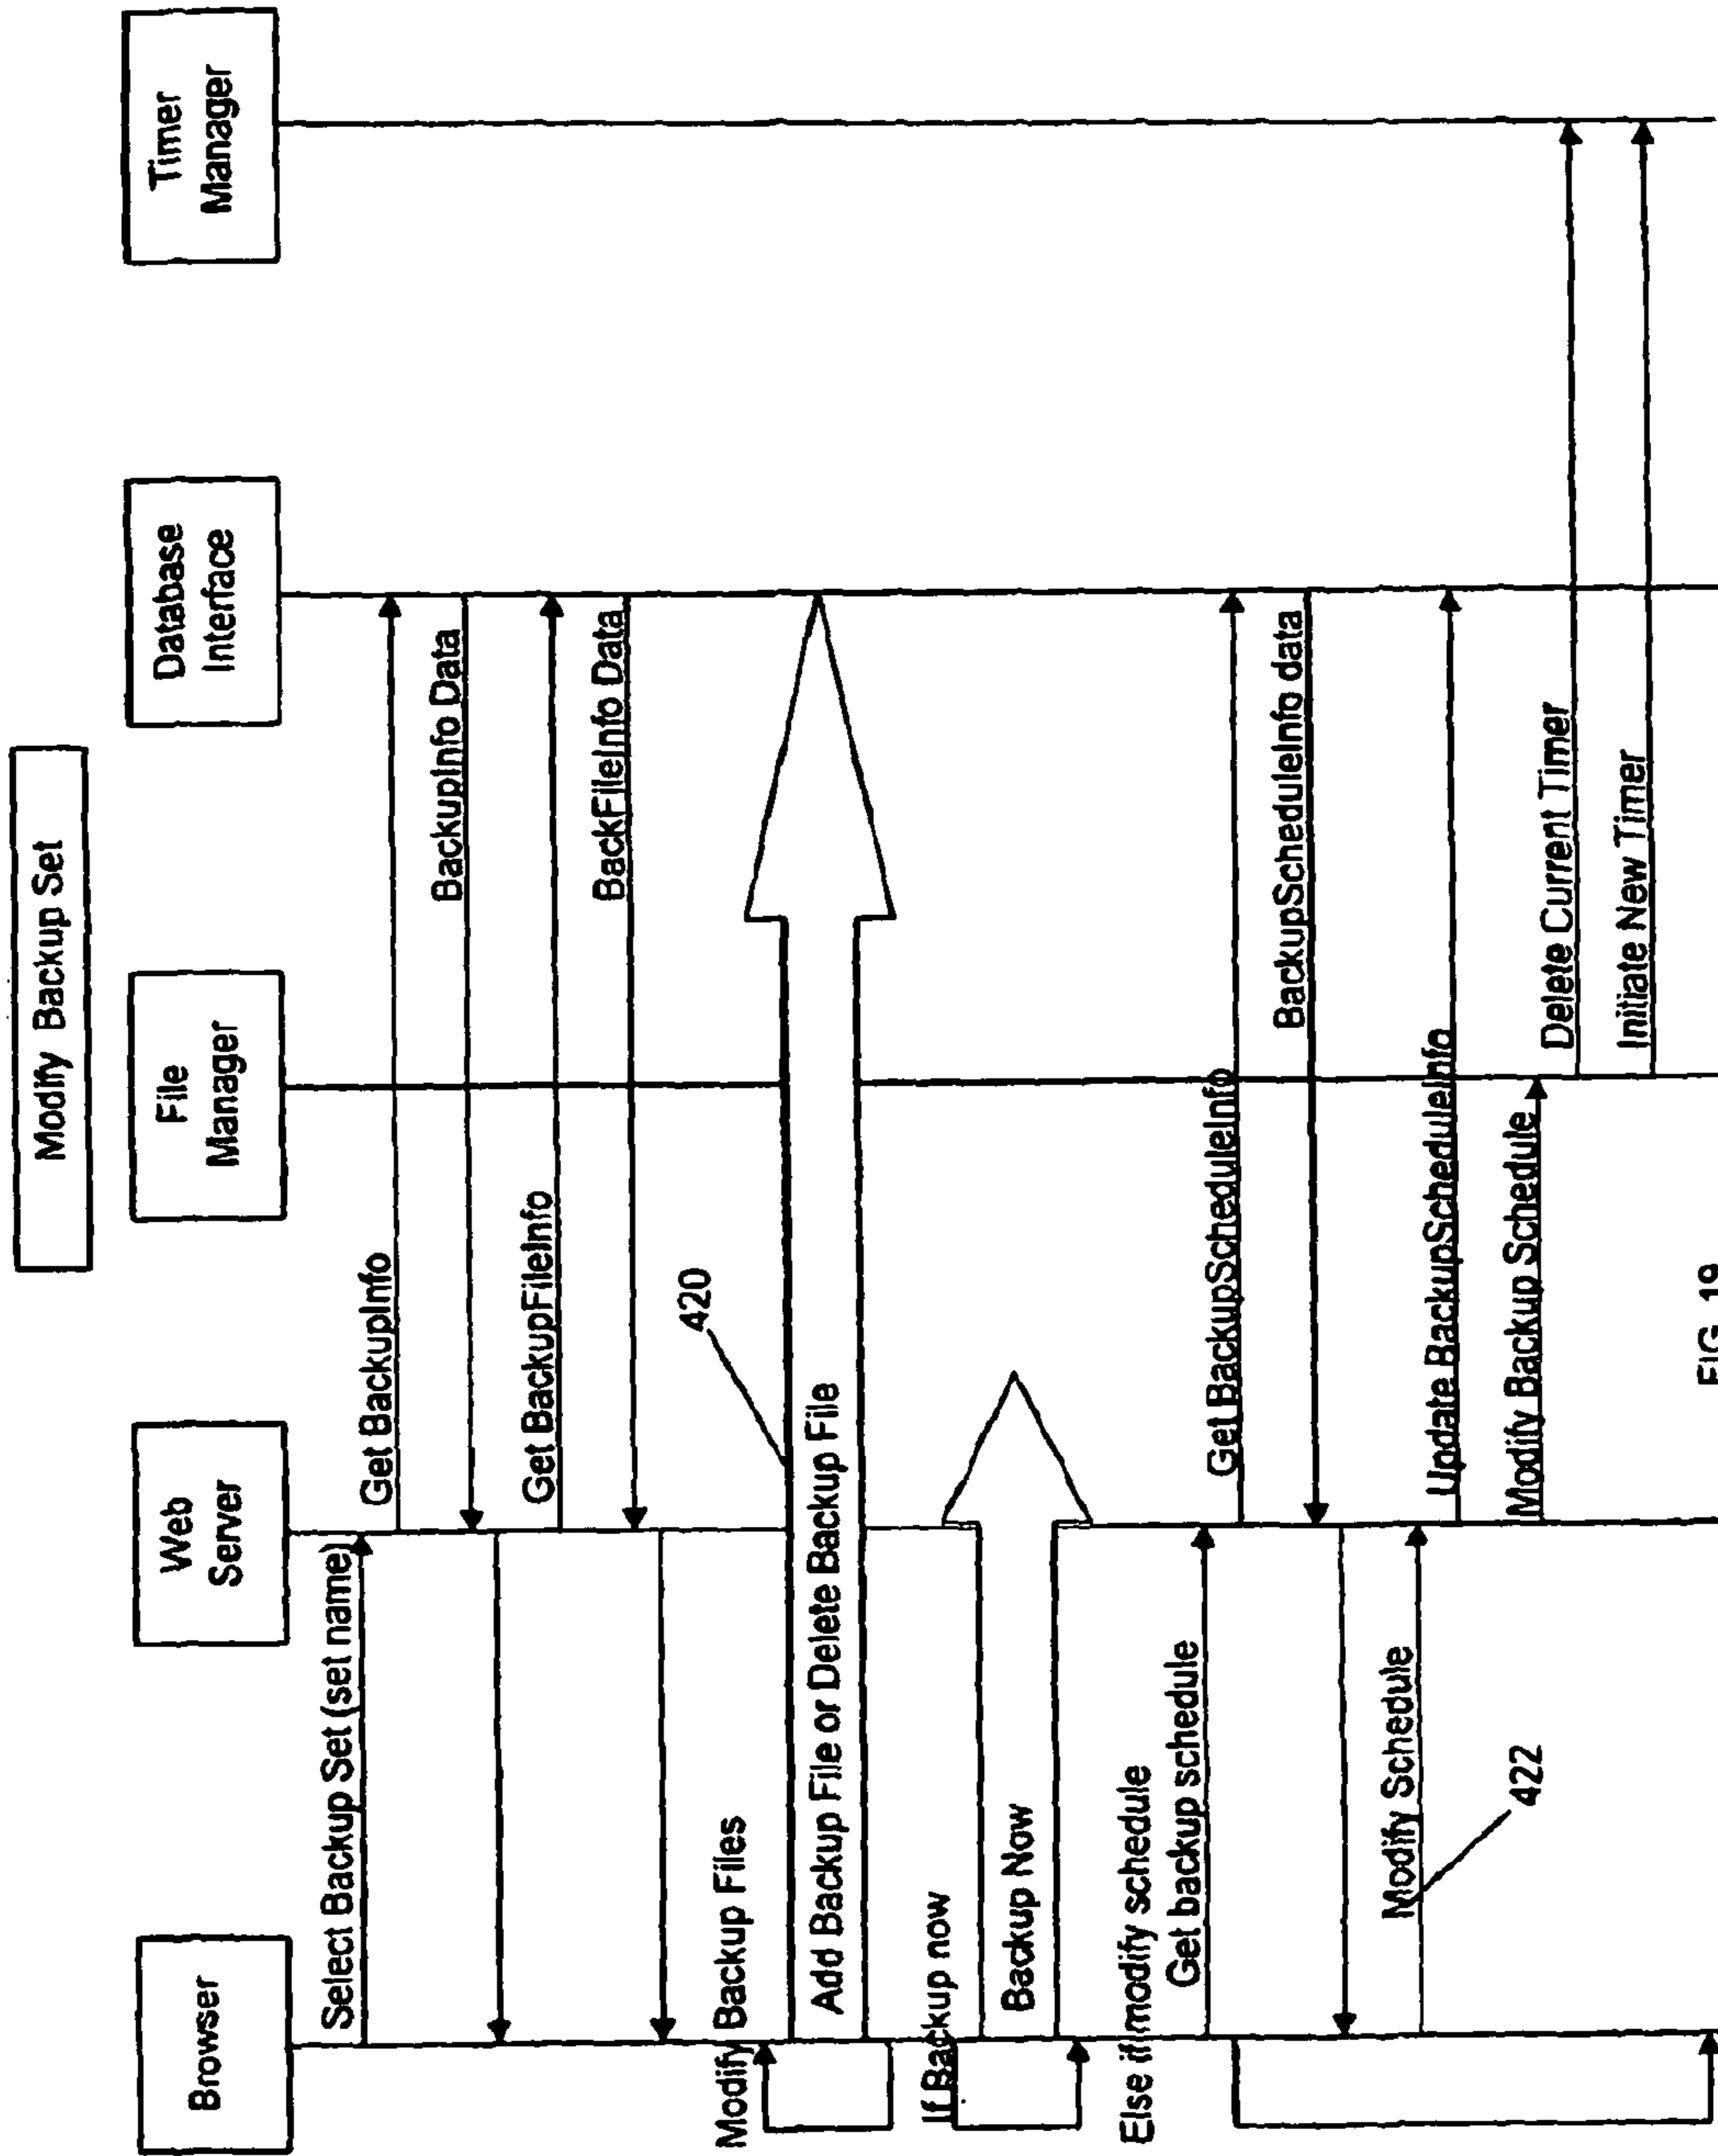 Modify Backup Set
Browser
Web
Server
File
Manager
Database
Interface
Timer
Manager
Select Backup Set (set name)
Get BackupInfo
BackupInfo Data
Get BackupFileInfo
BackFileInfo Data
Modify Backup Files
420
Add Backup File or Delete Backup File
If Backup now
Backup Now
Else if modify schedule
Get backup schedule
Get BackupScheduleInfo
BackupScheduleInfo data
Modify Schedule
422
Update BackupScheduleInfo
Modify Backup Schedule
Delete Current Timer
Initiate New Timer
FIG. 19